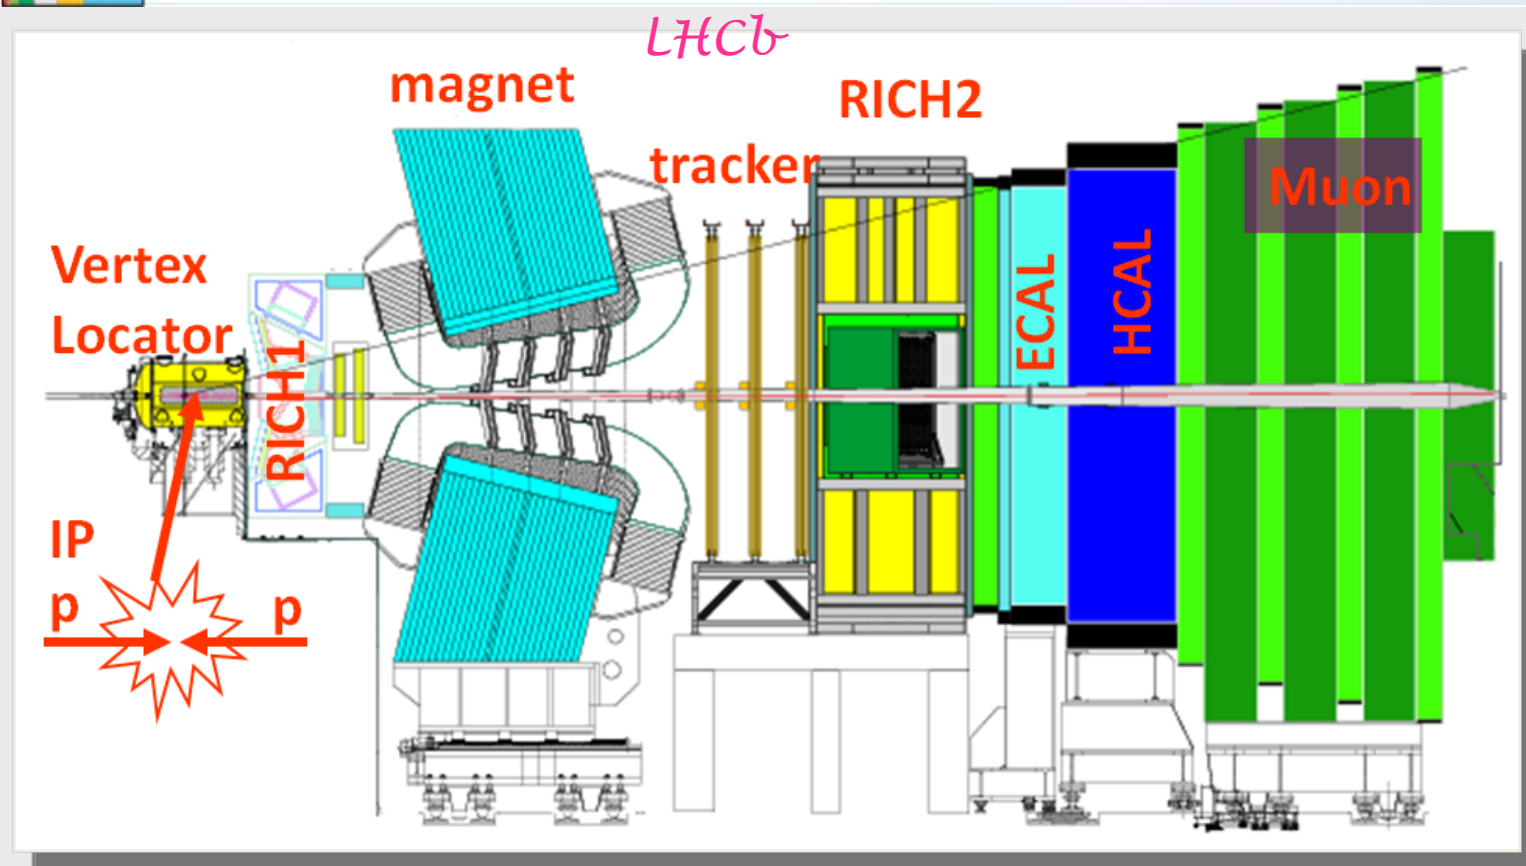 LHCb
magnet
RICH2
tracker
Muon
Vertex
Locator
ECAL
HCAL
RICH1
IP
p
p